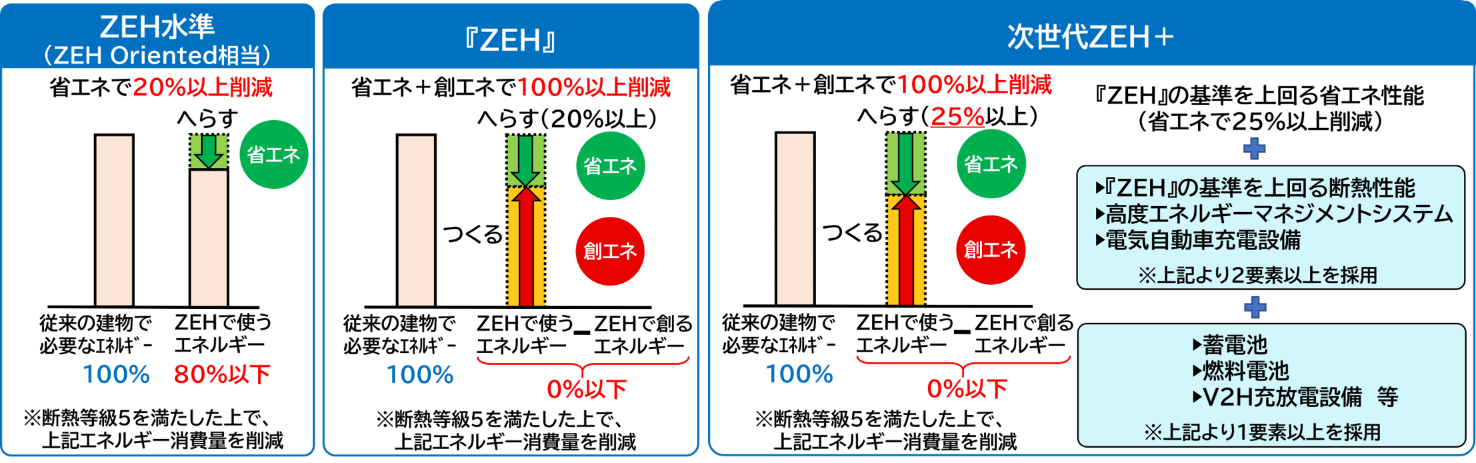 ZEH水準
(ZEH Oriented相当)
省エネで20%以上削減
へらす
省エネ
従来の建物で
必要なｴﾈﾙｷﾞｰ
100%
ZEHで使う
エネルギー
80%以下
※断熱等級5を満たした上で、
上記エネルギー消費量を削減
『ZEH』
省エネ＋創エネで100%以上削減
へらす(20%以上)
省エネ
つくる
創エネ
従来の建物で
必要なｴﾈﾙｷﾞｰ
100%
ZEHで使う
エネルギー
ー
ZEHで創る
エネルギー
0%以下
※断熱等級5を満たした上で、
上記エネルギー消費量を削減
次世代ZEH＋
省エネ＋創エネで100%以上削減
へらす(25%以上)
省エネ
つくる
創エネ
従来の建物で
必要なｴﾈﾙｷﾞｰ
100%
ZEHで使う
エネルギー
ー
ZEHで創る
エネルギー
0%以下
※断熱等級5を満たした上で、
上記エネルギー消費量を削減
『ZEH』の基準を上回る省エネ性能
(省エネで25%以上削減)
▶『ZEH』の基準を上回る断熱性能
▶高度エネルギーマネジメントシステム
▶電気自動車充電設備
※上記より2要素以上を採用
▶蓄電池
▶燃料電池
▶V2H充放電設備 等
※上記より1要素以上を採用